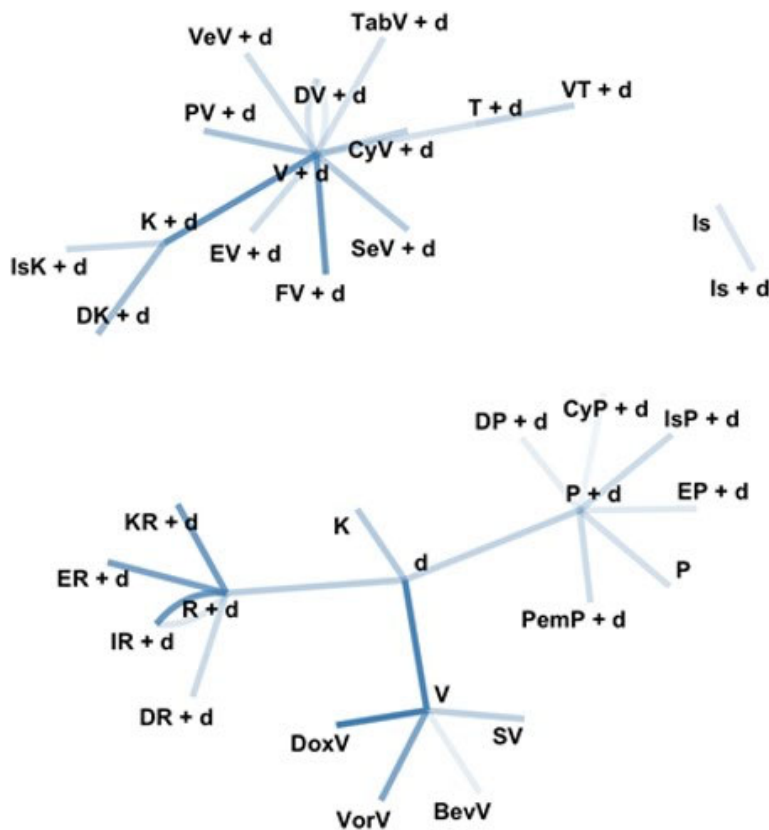 TabV + d
VeV + d
DV + d
VT + d
PV + d
T + d
CyV + d
V + d
K + d
Is
EV + d
SeV + d
IsK + d
FV + d
Is + d
DK + d
CyP + d
DP + d
IsP + d
P + d
EP + d
KR + d
K
d
ER + d
P
R + d
PemP + d
IR + d
V
DR + d
DoxV
SV
VorV
BevV